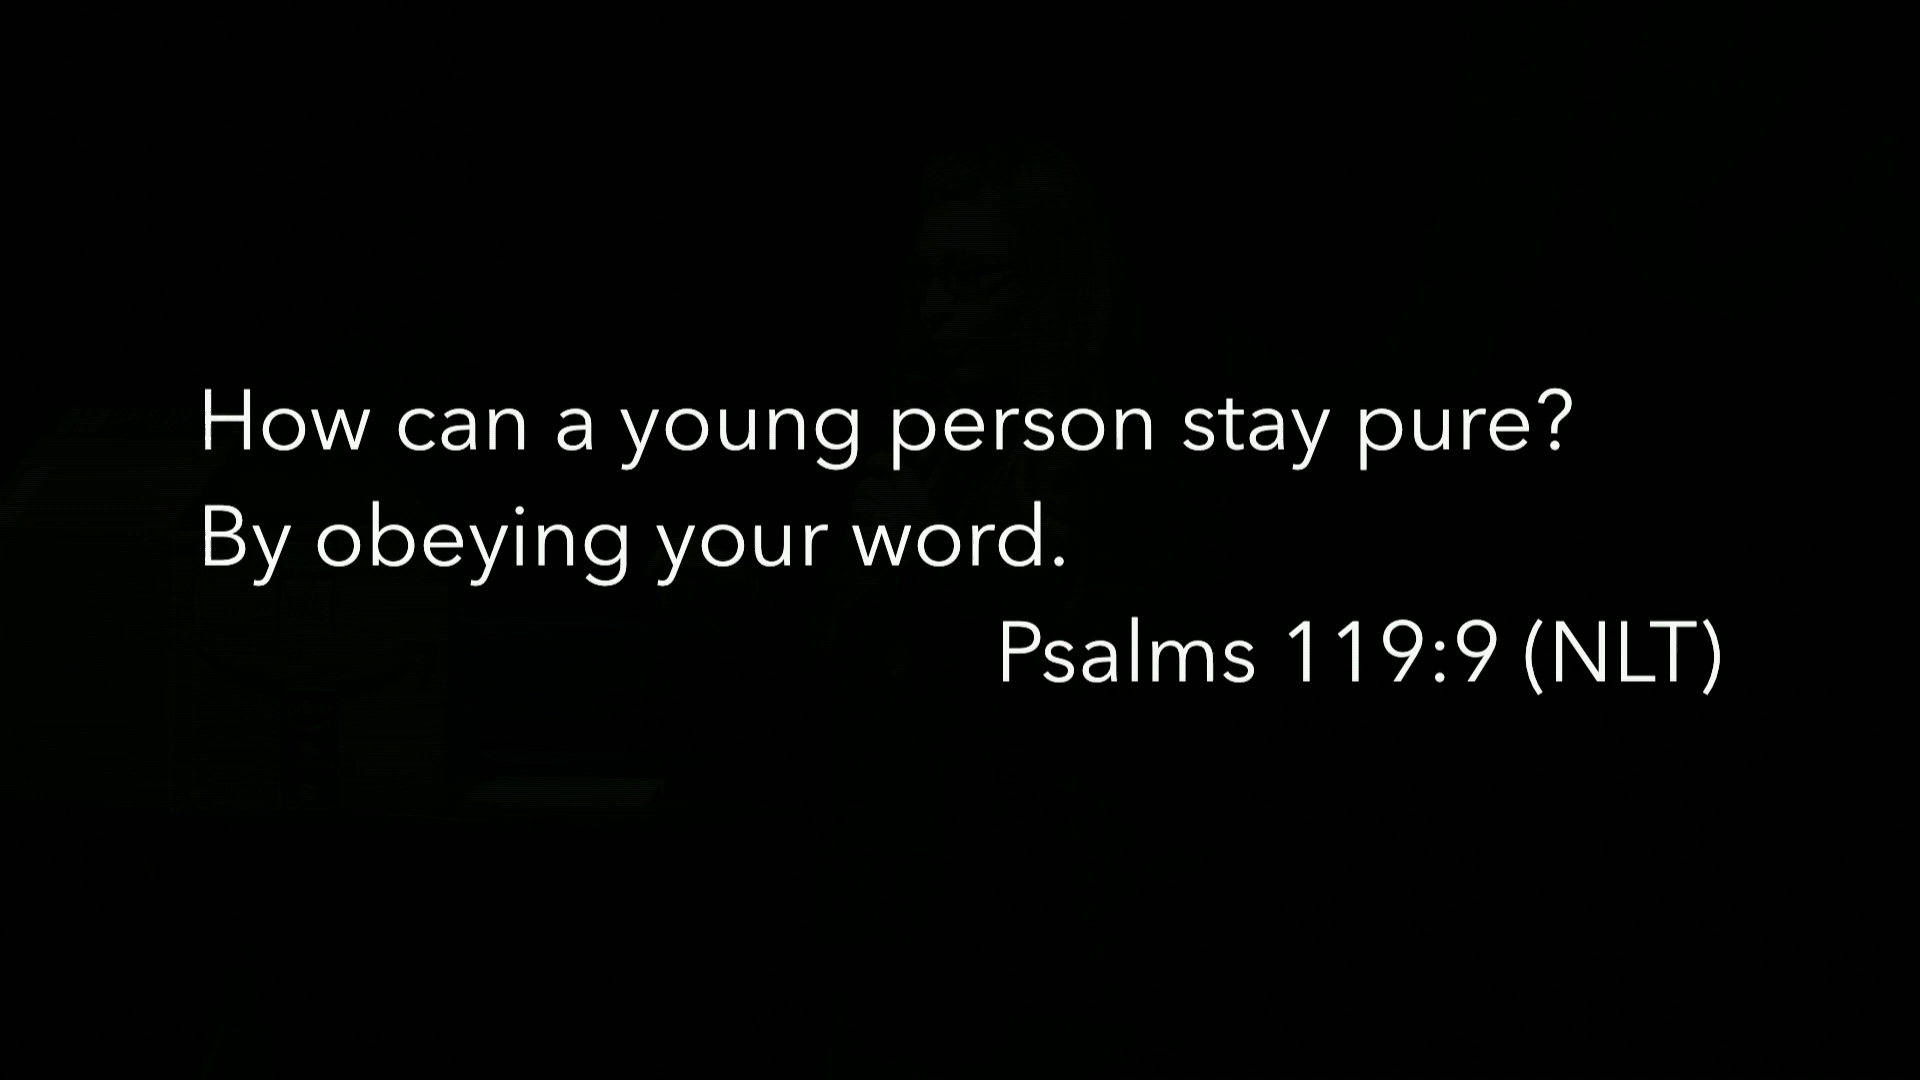 How can a young person stay pure?
By obeying your word.
Psalms 119:9 (NLT)